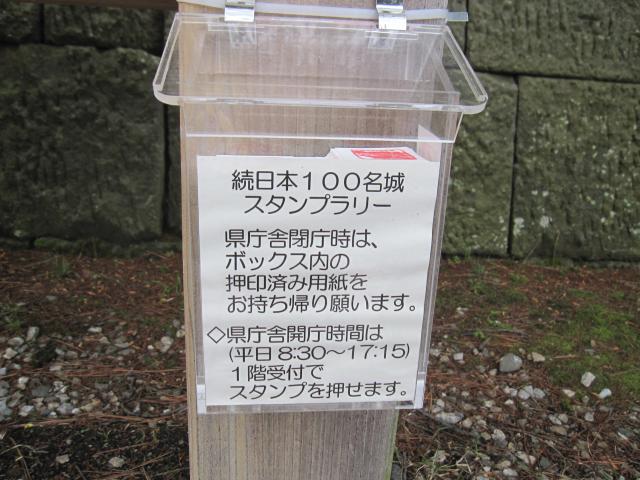 続日本１００名城
スタンプラリー
県庁舎閉庁時は、
ボックス内の
押印済み用紙を
お持ち帰り願います。
◇県庁舎開庁時間は
(平日8:30～17:15)
１階受付で
スタンプを押せます。